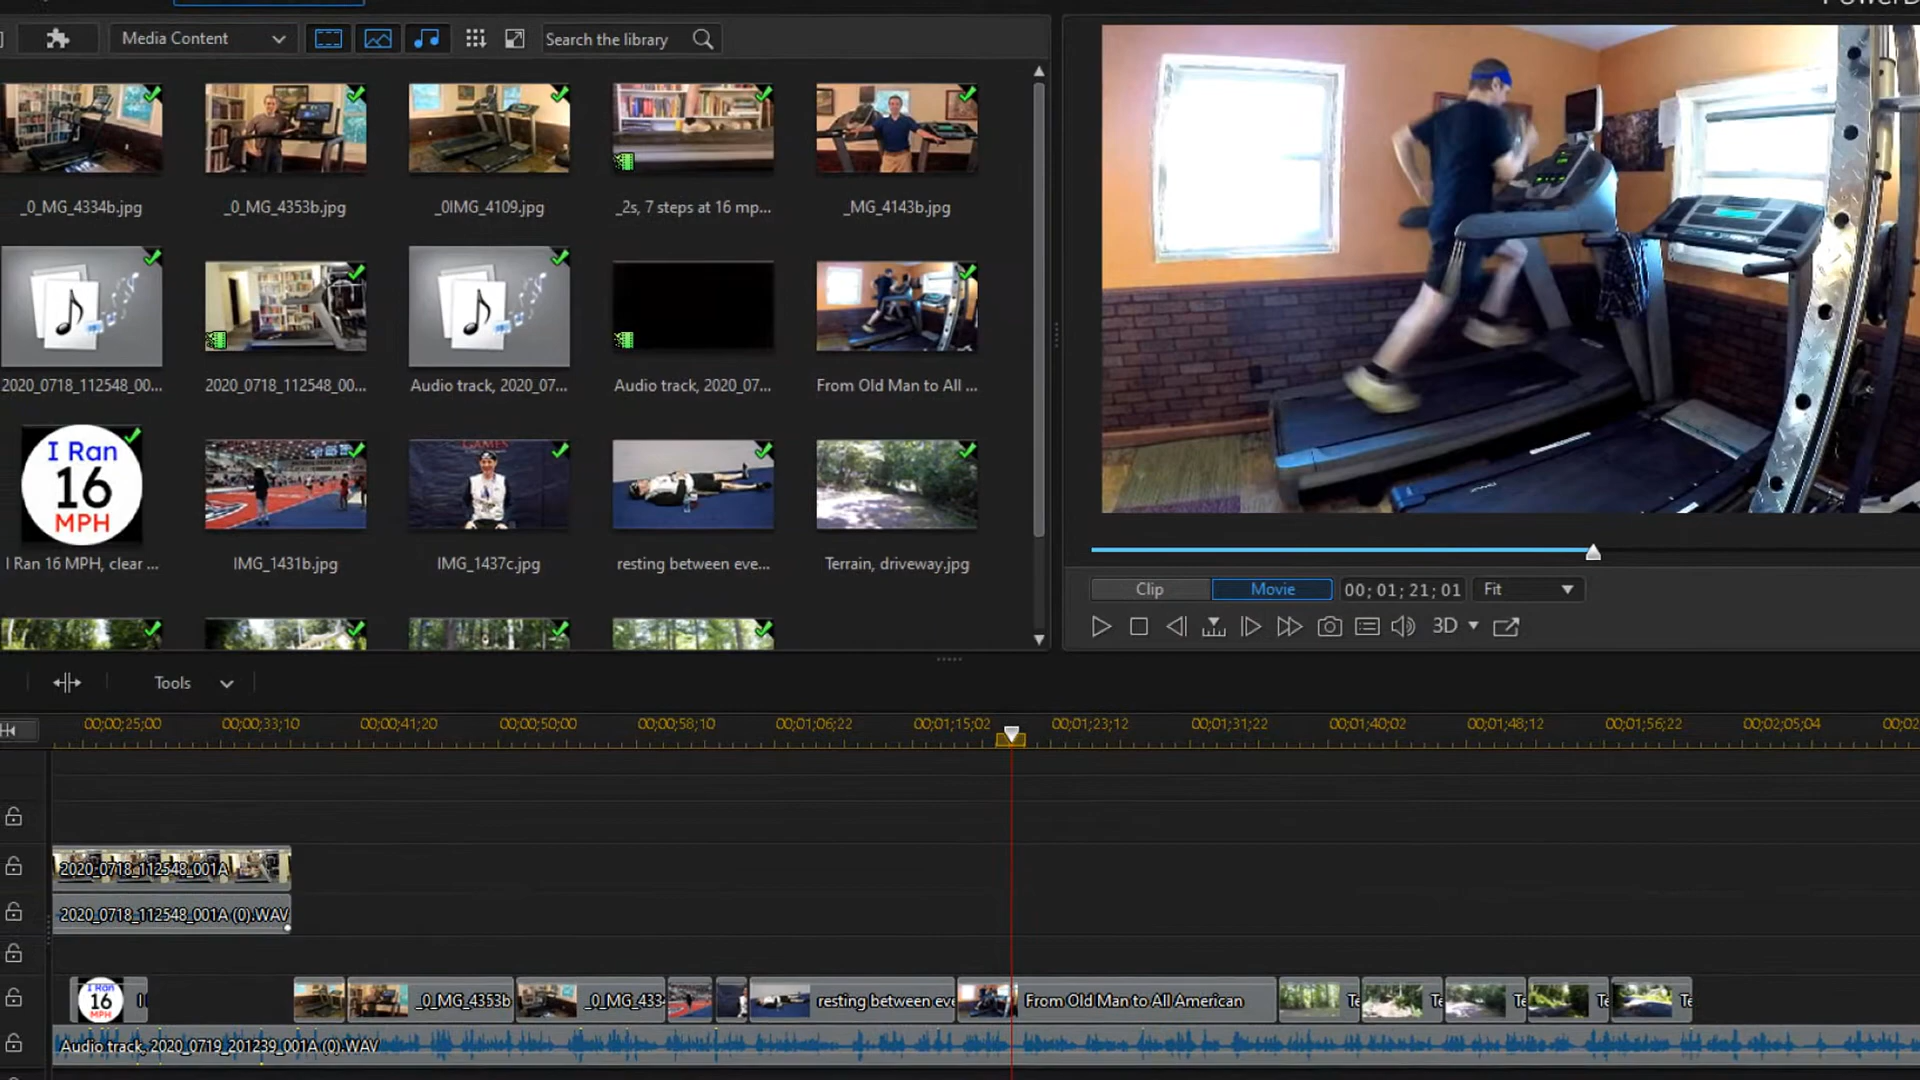 PowerD
Media Content
Search the library
_0_MG_4334b.jpg
_0_MG_4353b.jpg
_0IMG_4109.jpg
_2s, 7 steps at 16 mp...
_MG_4143b.jpg
2020_0718_112548_00...
2020_0718_112548_00...
Audio track, 2020_07...
Audio track, 2020_07...
From Old Man to All ...
I Ran
16
MPH
GAMES
I Ran 16 MPH, clear ...
IMG_1431b.jpg
IMG_1437c.jpg
resting between eve...
Terrain, driveway.jpg
Clip
Movie
00; 01; 21; 01
Fit
3D
Tools
00;00;25;00
00;00;33;10
00;00;41;20
00;00;50;00
00;00;58;10
00;01;06;22
00;01;15;02
00;01;23;12
00;01;31;22
00;01;40;02
00;01;48;12
00;01;56;22
00;02;05;04
00;02
2020_0718_112548_001A
2020_0718_112548_001A (0).WAV
I Ran
16
MPH
I
_0_MG_4353b
_0_MG_433
resting between eve
From Old Man to All American
Te
Te
Te
Te
Te
Audio track, 2020_0719_201239_001A (0).WAV